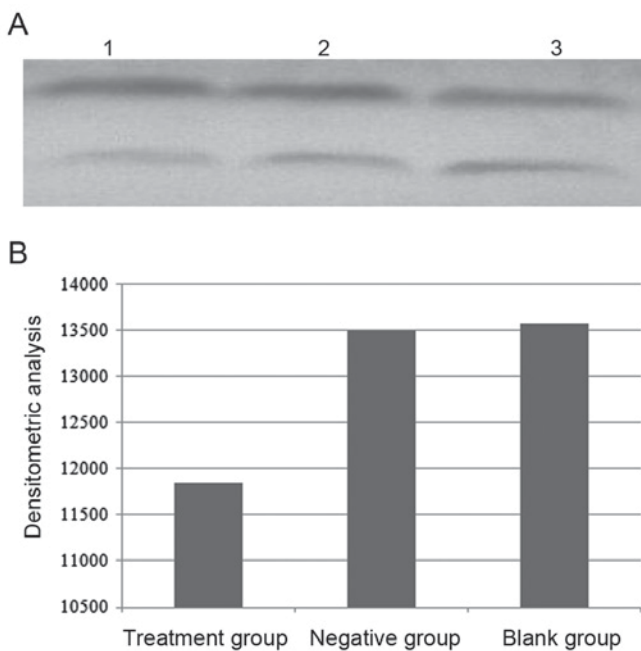 A
1 2 3
B
Densitometric analysis
14000
13500
13000
12500
12000
11500
11000
10500
Treatment group Negative group Blank group